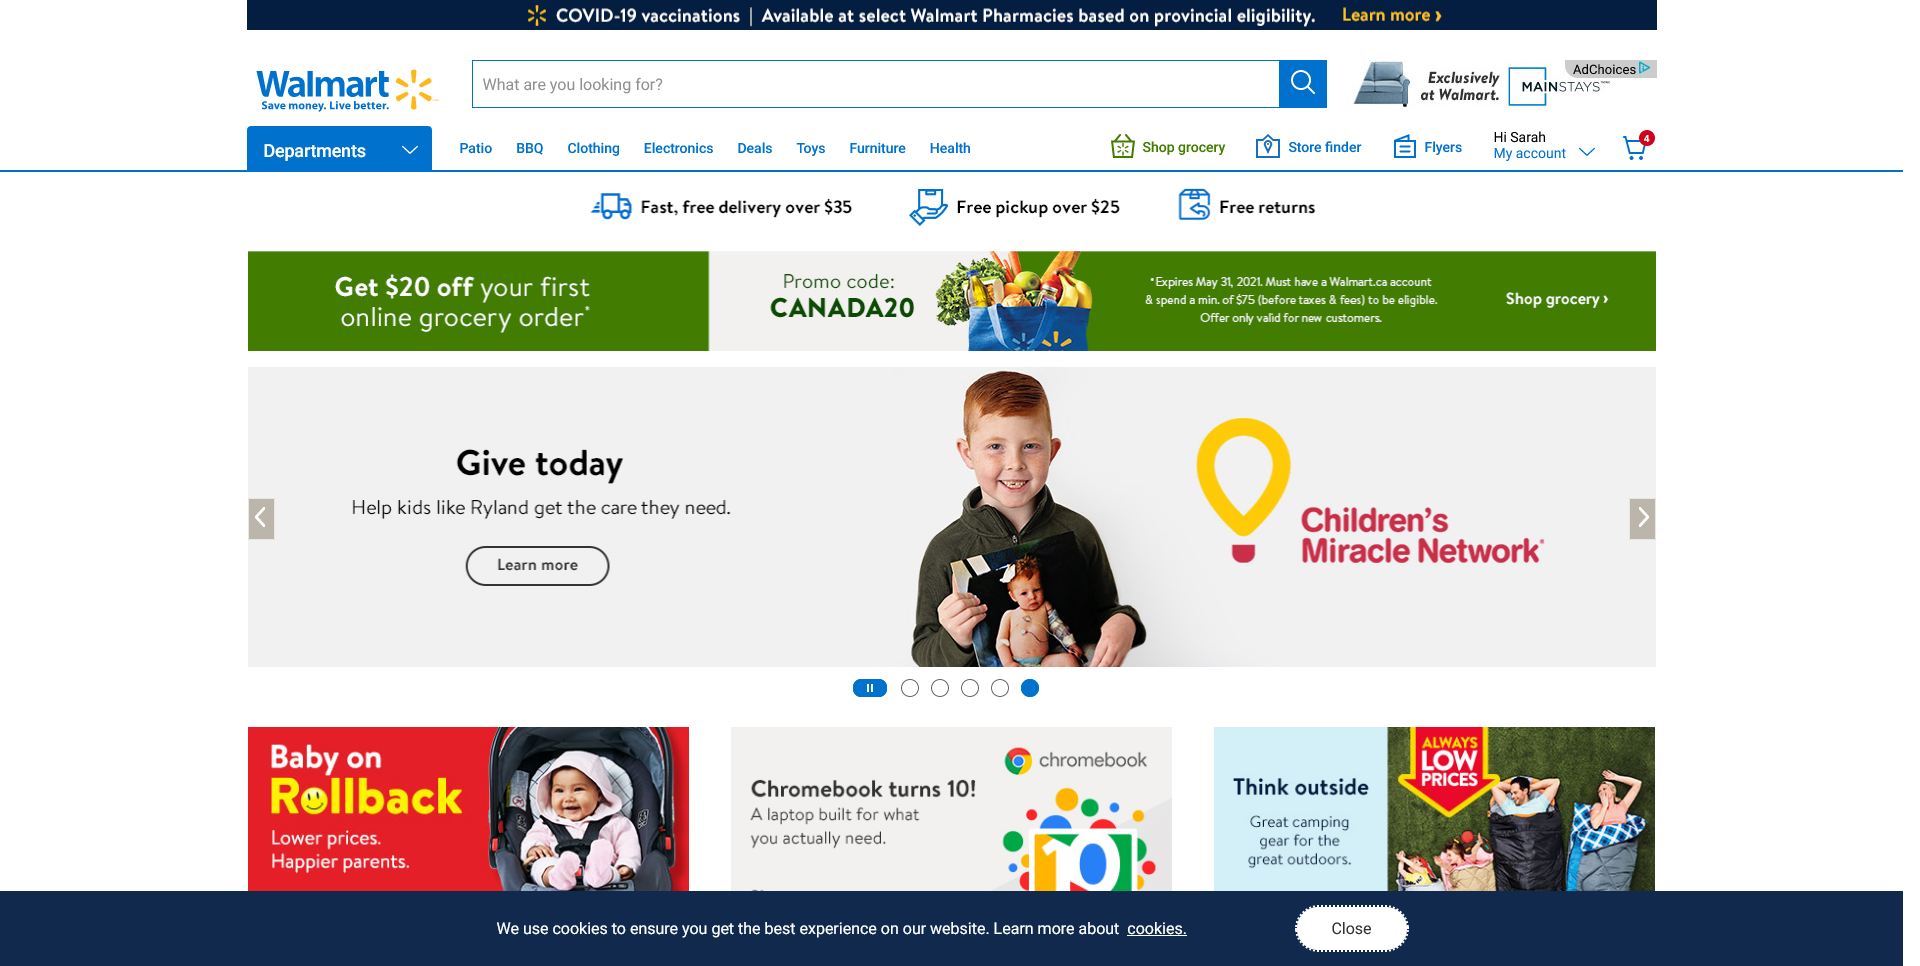 COVID-19 vaccinations | Available at select Walmart Pharmacies based on provincial eligibility. Learn more ›
Walmart
Save money. Live better.
What are you looking for?
Exclusively
at Walmart.
MAINSTAYS
AdChoices
Departments
Patio BBQ Clothing Electronics Deals Toys Furniture Health
Shop grocery Store finder Flyers
Hi Sarah
My account
4
Fast, free delivery over $35 Free pickup over $25 Free returns
Get $20 off your first
online grocery order*
Promo code:
CANADA20
*Expires May 31, 2021. Must have a Walmart.ca account
& spend a min. of $75 (before taxes & fees) to be eligible.
Offer only valid for new customers.
Shop grocery ›
Give today
Help kids like Ryland get the care they need.
Learn more
Children's
Miracle Network®
Baby on
Rollback
Lower prices.
Happier parents.
chromebook
Chromebook turns 10!
A laptop built for what
you actually need.
10
Think outside
Great camping
gear for the
great outdoors.
ALWAYS
LOW
PRICES
We use cookies to ensure you get the best experience on our website. Learn more about cookies.
Close